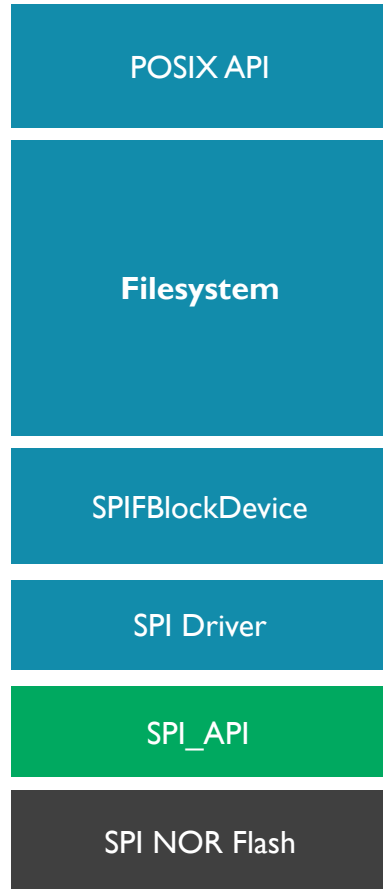 POSIX API
Filesystem
SPIFBlockDevice
SPI Driver
SPI_API
SPI NOR Flash